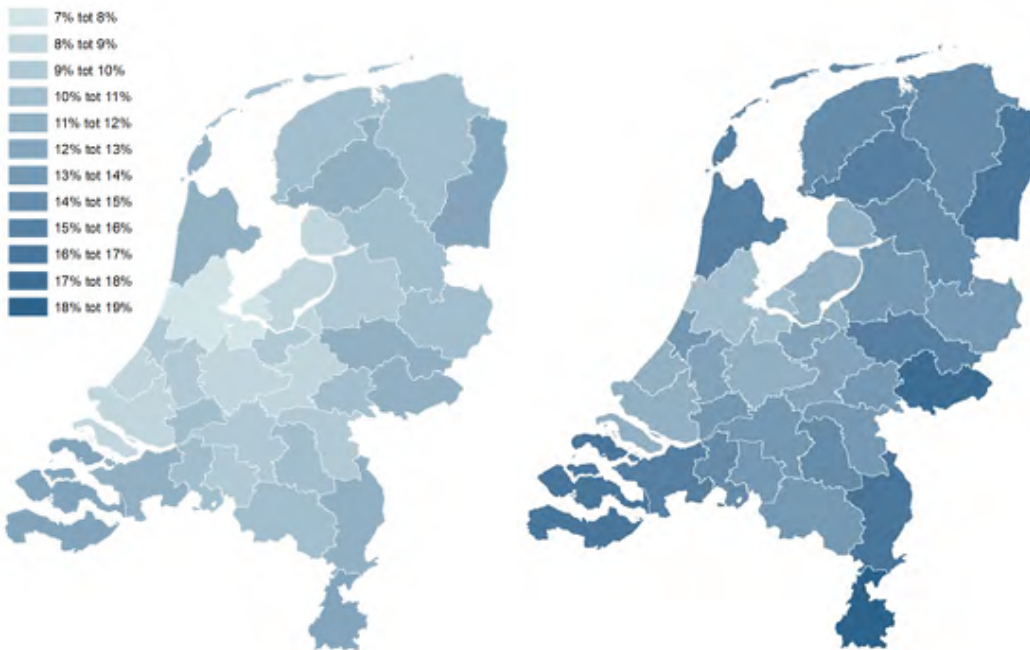 7% tot 8%
8% tot 9%
9% tot 10%
10% tot 11%
11% tot 12%
12% tot 13%
13% tot 14%
14% tot 15%
15% tot 16%
16% tot 17%
17% tot 18%
18% tot 19%